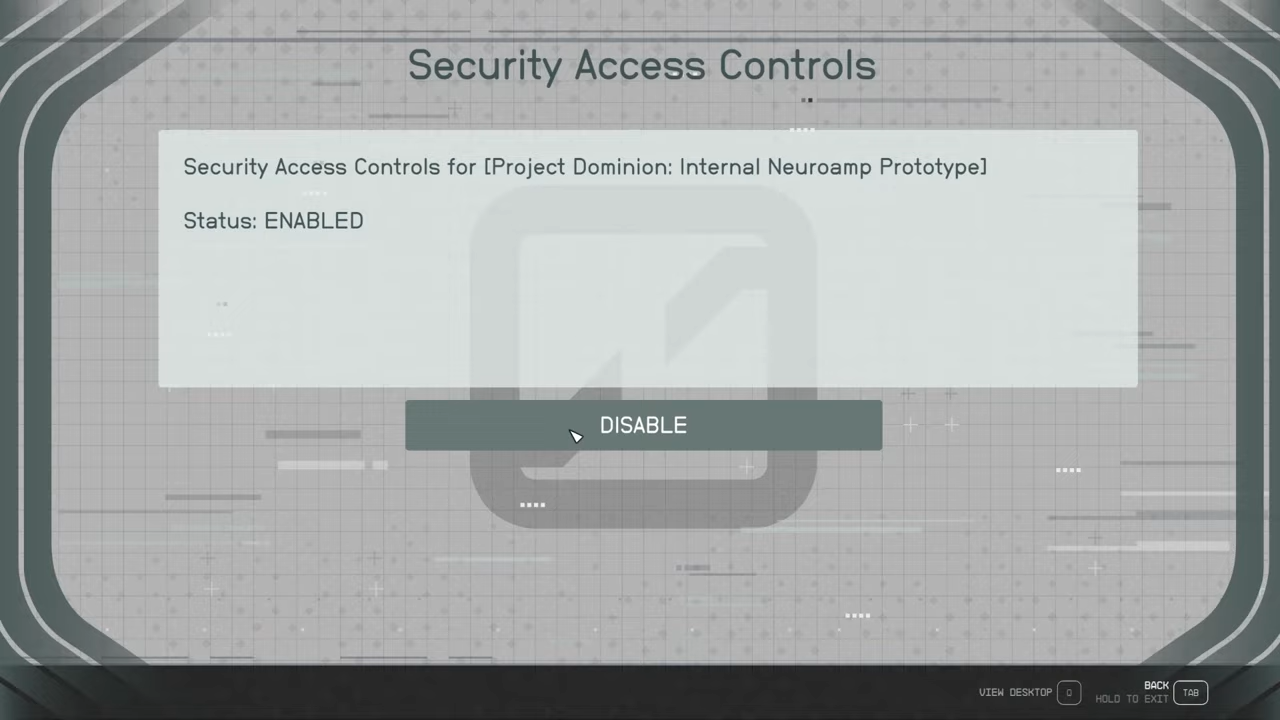 Security Access Controls
Security Access Controls for [Project Dominion: Internal Neuroamp Prototype]
Status: ENABLED
DISABLE
VIEW DESKTOP Q
BACK
HOLD TO EXIT
TAB